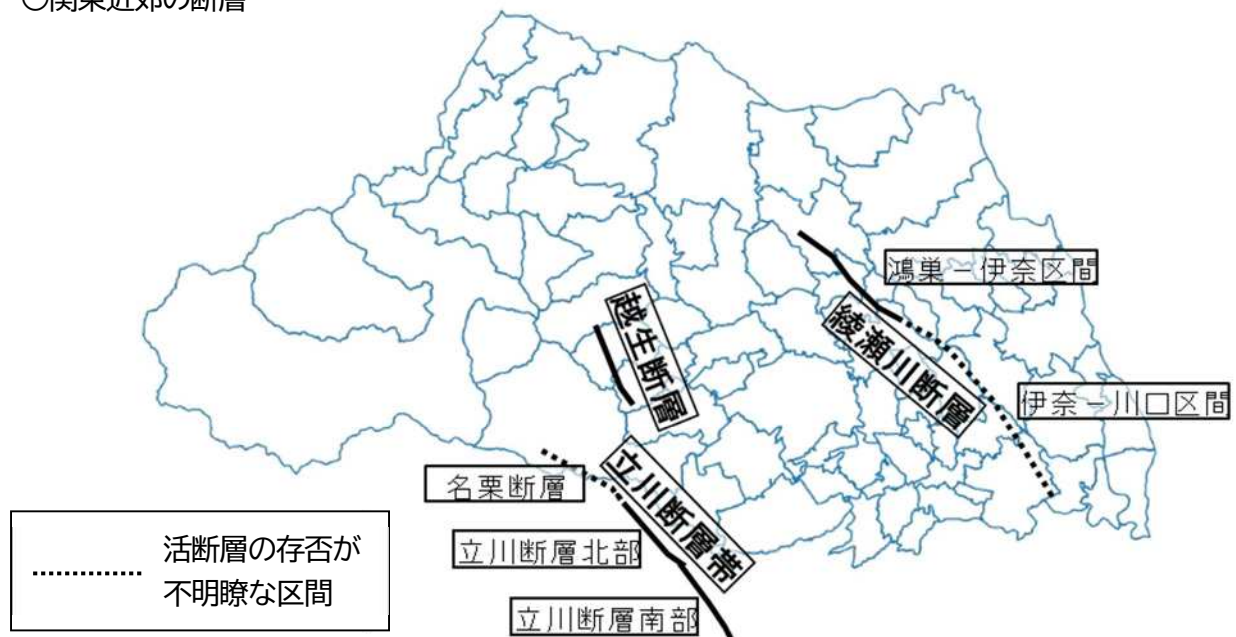 〇関東近郊の断層
鴻巣－伊奈区間
綾瀬川断層
伊奈－川口区間
越生断層
立川断層帯
名栗断層
立川断層北部
立川断層南部
活断層の存否が
不明瞭な区間